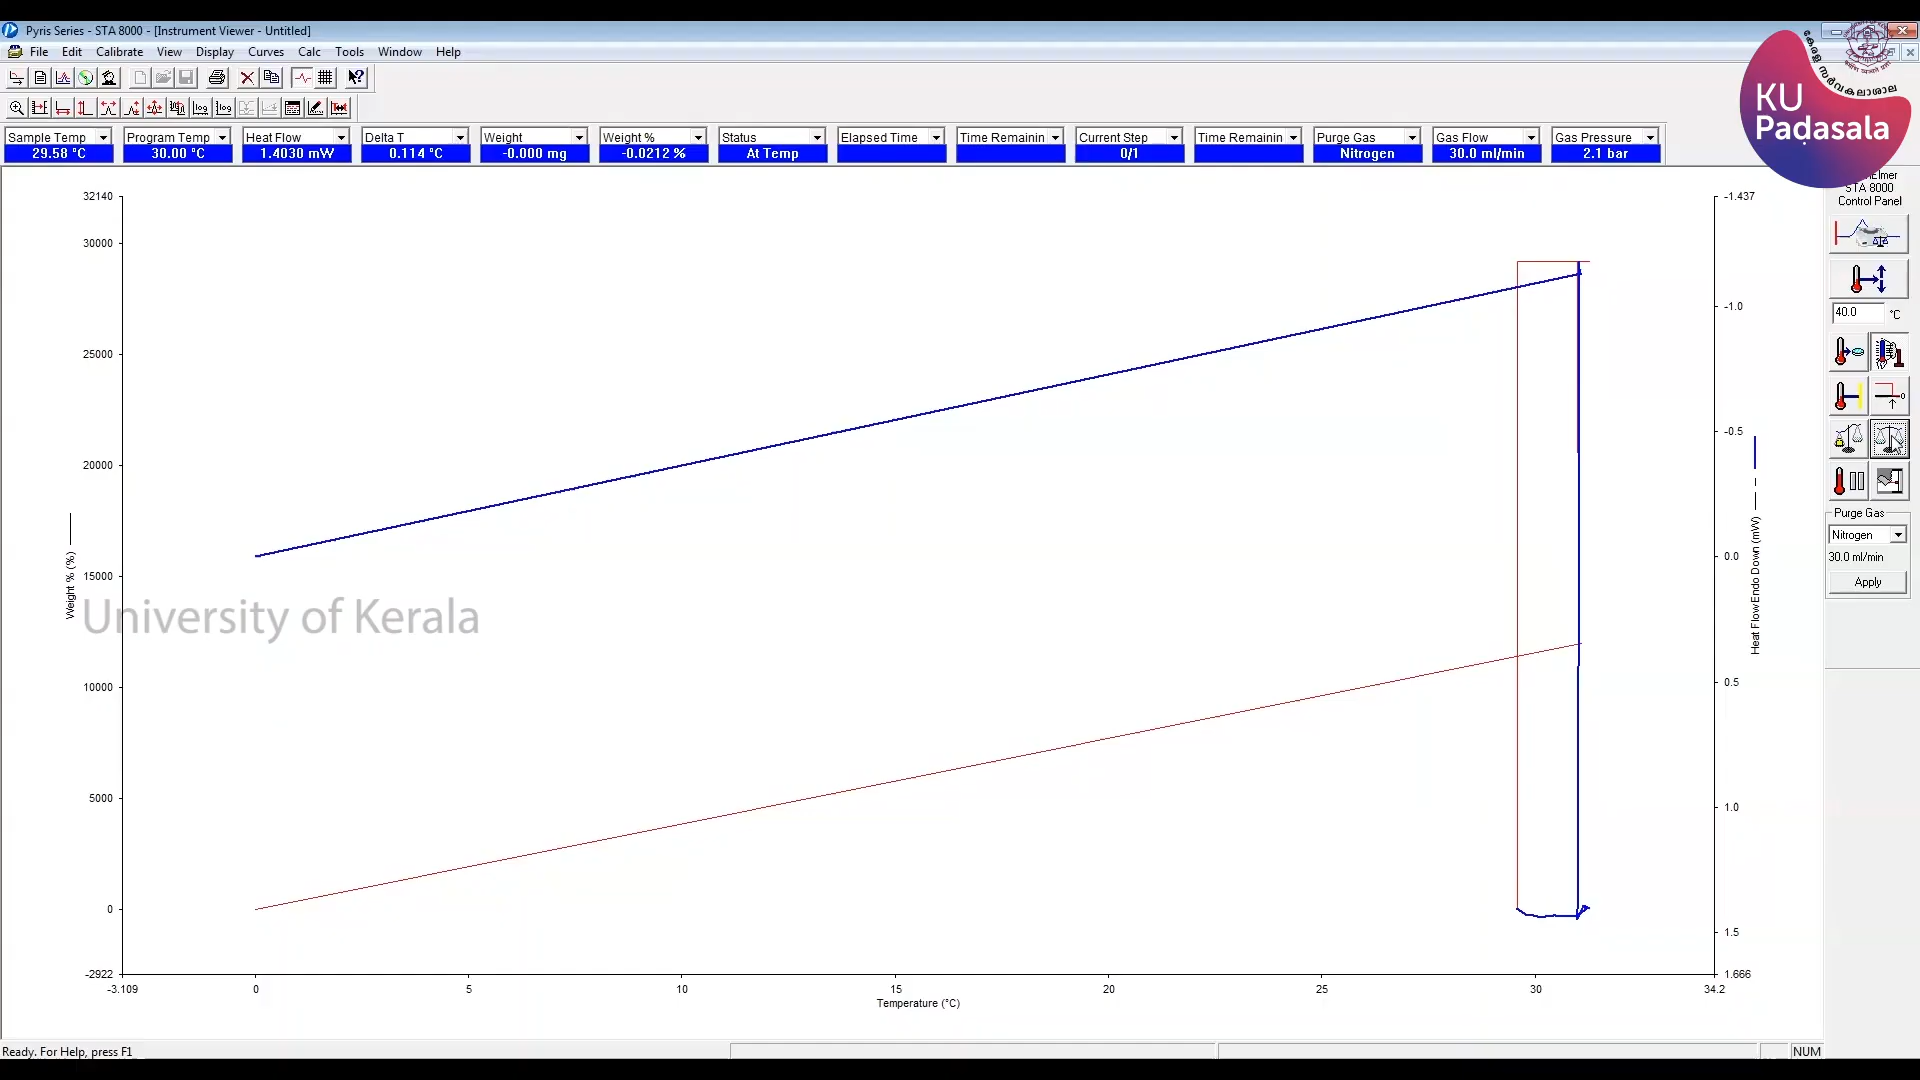 Pyris Series - STA 8000 - [Instrument Viewer - Untitled]
File Edit Calibrate View Display Curves Calc Tools Window Help
Sample Temp Program Temp Heat Flow Delta T Weight Weight % Status Elapsed Time Time Remainin Current Step Time Remainin Purge Gas Gas Flow Gas Pressure
29.58 °C 30.00 °C 1.4030 mW 0.114 °C -0.000 mg -0.0212 % At Temp 0/1 Nitrogen 30.0 ml/min 2.1 bar
കേരള സർവകലാശാല
KU
Padasala
STA 8000
Control Panel
40.0 °C
Purge Gas
Nitrogen
30.0 ml/min
Apply
32140
30000
25000
20000
15000
10000
5000
0
-2922
Weight % (%)
University of Kerala
-1.437
-1.0
-0.5
0.0
0.5
1.0
1.5
1.666
Heat Flow Endo Down (mW)
-3.109 0 5 10 15 20 25 30 34.2
Temperature (°C)
Ready. For Help, press F1
NUM